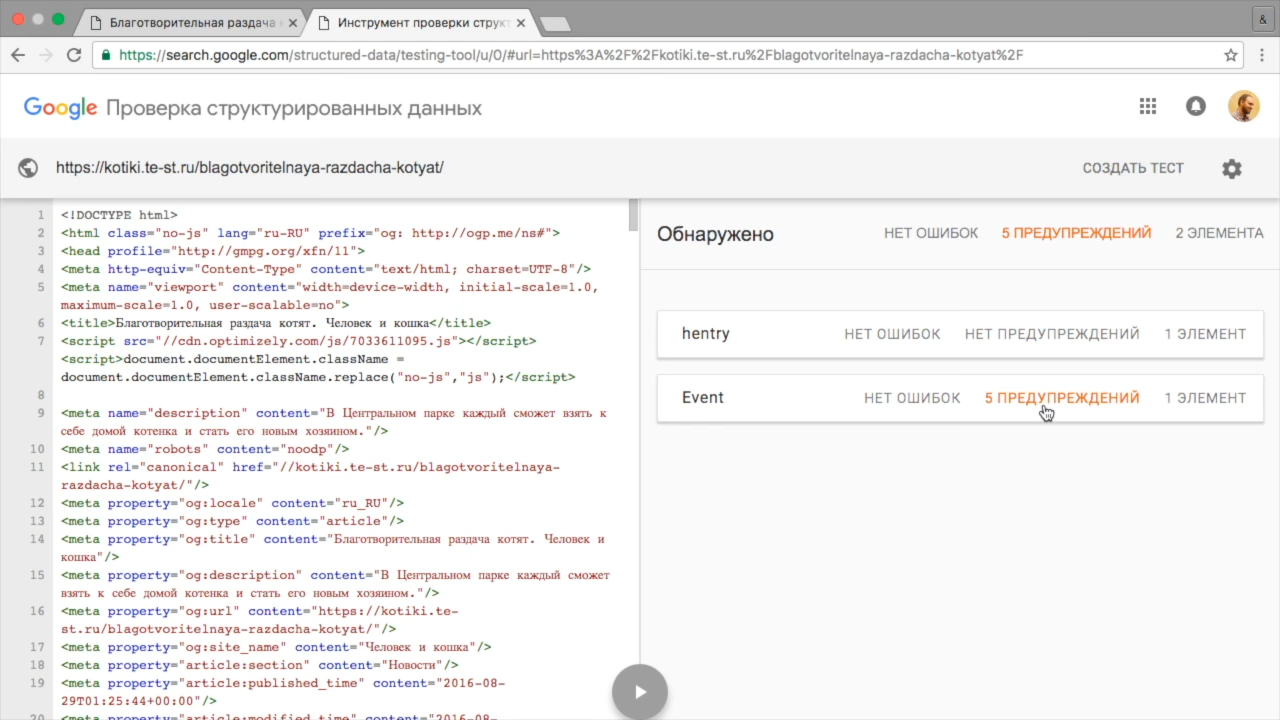 Благотворительная раздача
Инструмент проверки структ
&
https://search.google.com/structured-data/testing-tool/u/0/#url=https%3A%2F%2Fkotiki.te-st.ru%2Fblagotvoritelnaya-razdacha-kotyat%2F
Google Проверка структурированных данных
https://kotiki.te-st.ru/blagotvoritelnaya-razdacha-kotyat/
СОЗДАТЬ ТЕСТ
1 <!DOCTYPE html>
2 <html class="no-js" lang="ru-RU" prefix="og: http://ogp.me/ns#">
3 <head profile="http://gmpg.org/xfn/11">
4 <meta http-equiv="Content-Type" content="text/html; charset=UTF-8"/>
5 <meta name="viewport" content="width=device-width, initial-scale=1.0,
maximum-scale=1.0, user-scalable=no">
6 <title>Благотворительная раздача котят. Человек и кошка</title>
7 <script src="//cdn.optimizely.com/js/7033611095.js"></script>
<script>document.documentElement.className =
document.documentElement.className.replace("no-js","js");</script>
8
9 <meta name="description" content="В Центральном парке каждый сможет взять к
себе домой котенка и стать его новым хозяином."/>
10 <meta name="robots" content="noodp"/>
11 <link rel="canonical" href="//kotiki.te-st.ru/blagotvoritelnaya-
razdacha-kotyat/"/>
12 <meta property="og:locale" content="ru_RU"/>
13 <meta property="og:type" content="article"/>
14 <meta property="og:title" content="Благотворительная раздача котят. Человек и
кошка"/>
15 <meta property="og:description" content="В Центральном парке каждый сможет
взять к себе домой котенка и стать его новым хозяином."/>
16 <meta property="og:url" content="https://kotiki.te-
st.ru/blagotvoritelnaya-razdacha-kotyat/"/>
17 <meta property="og:site_name" content="Человек и кошка"/>
18 <meta property="article:section" content="Новости"/>
19 <meta property="article:published_time" content="2016-08-
29T01:25:44+00:00"/>
20 <meta property="article:modified_time" content="2016-08-
Обнаружено
НЕТ ОШИБОК
5 ПРЕДУПРЕЖДЕНИЙ
2 ЭЛЕМЕНТА
hentry
НЕТ ОШИБОК
НЕТ ПРЕДУПРЕЖДЕНИЙ
1 ЭЛЕМЕНТ
Event
НЕТ ОШИБОК
5 ПРЕДУПРЕЖДЕНИЙ
1 ЭЛЕМЕНТ